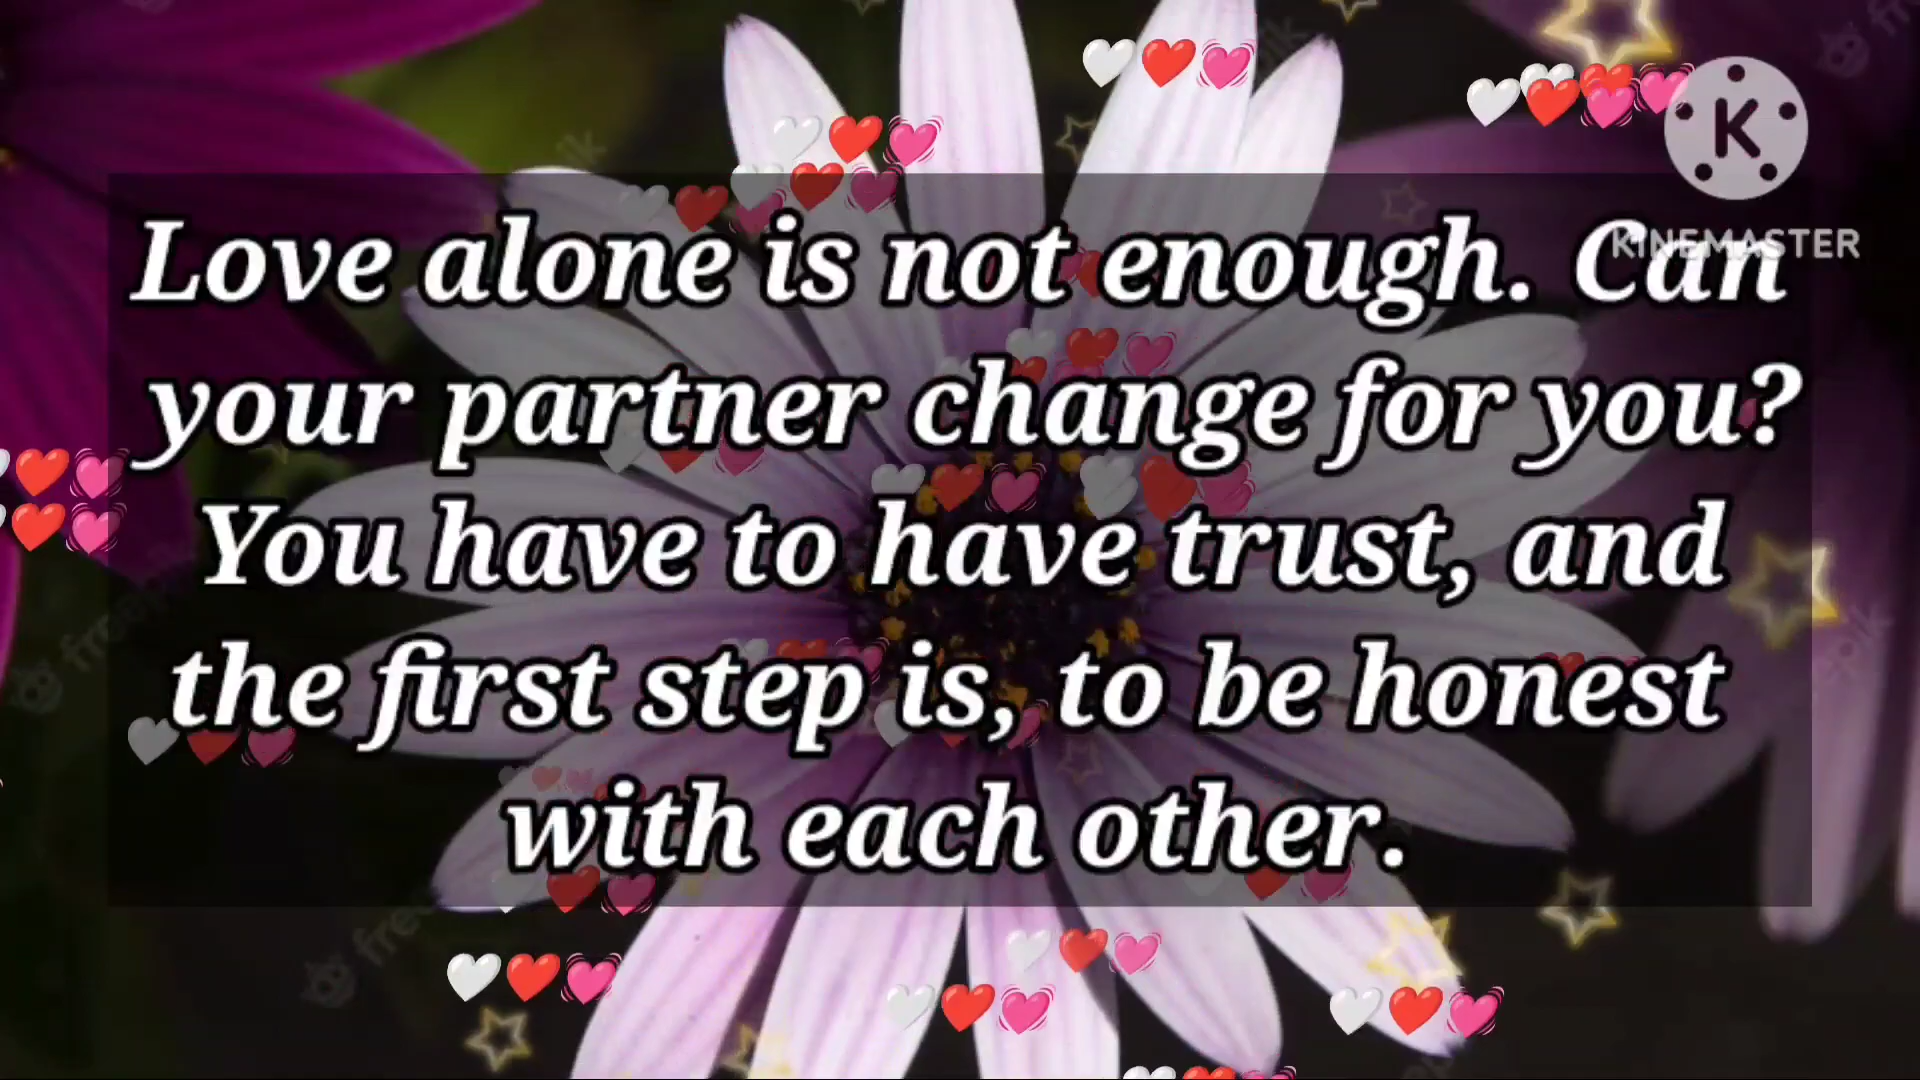 Love alone is not enough. Can
your partner change for you?
You have to have trust, and
the first step is, to be honest
with each other.
K
KINEMASTER